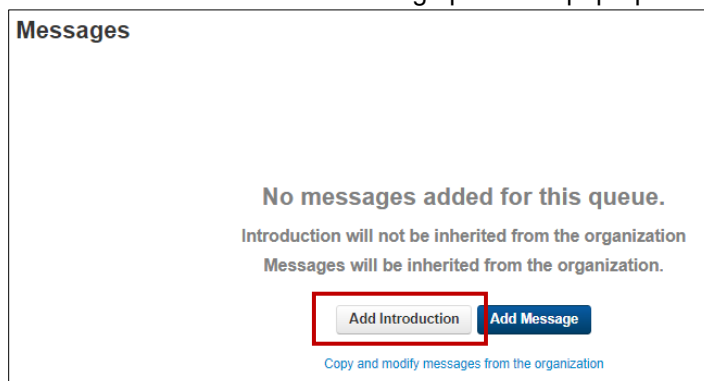 Messages
No messages added for this queue.
Introduction will not be inherited from the organization
Messages will be inherited from the organization.
Add Introduction Add Message
Copy and modify messages from the organization